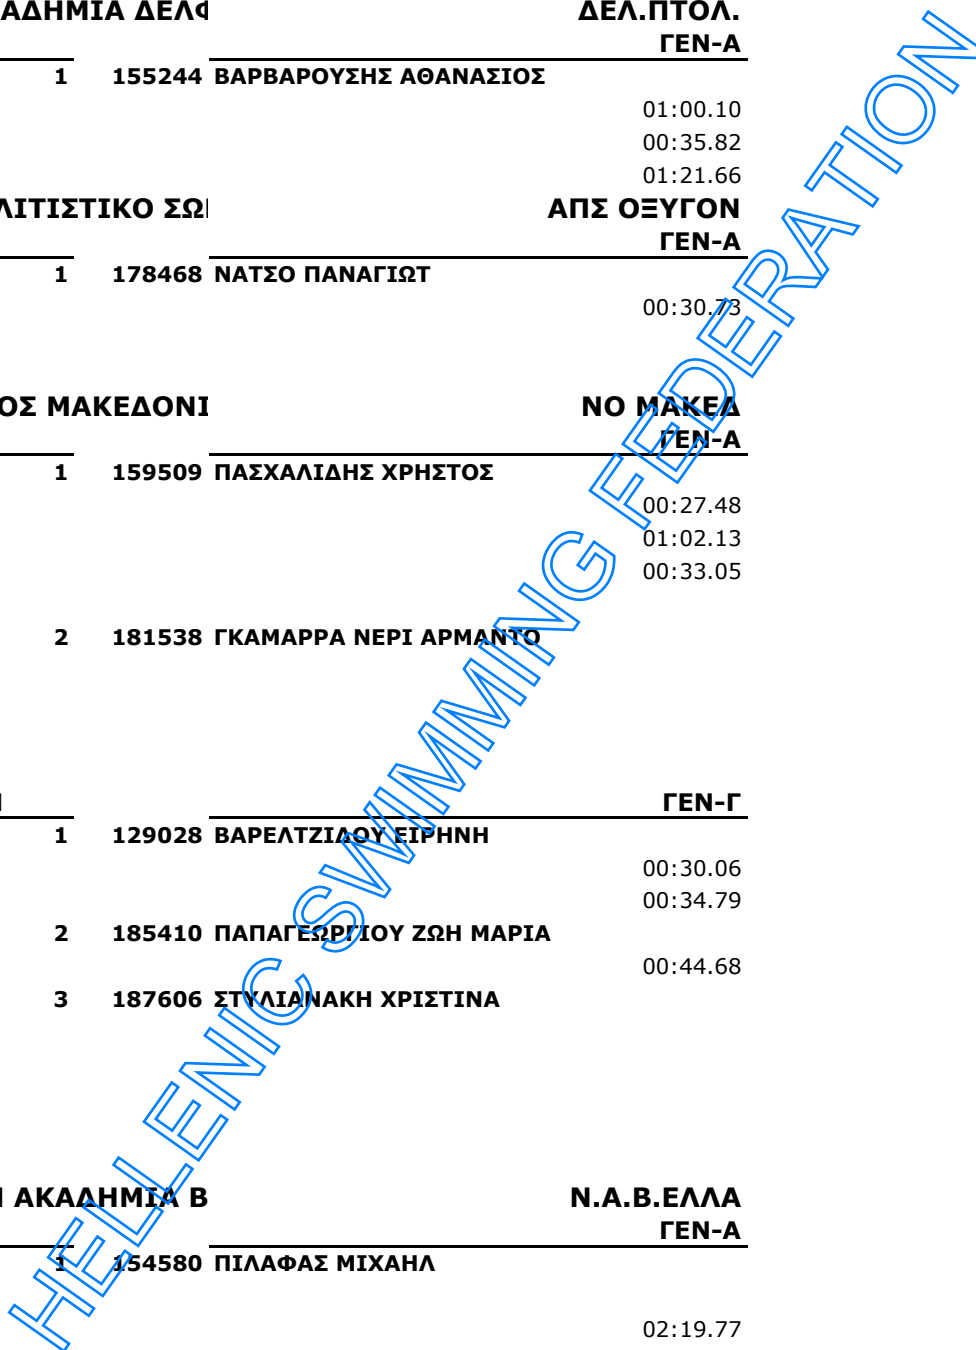 ΑΔΗΜΙΑ ΔΕΛΦ ΔΕΛ.ΠΤΟΛ.
ΓΕΝ-Α
1 155244 ΒΑΡΒΑΡΟΥΣΗΣ ΑΘΑΝΑΣΙΟΣ
01:00.10
00:35.82
01:21.66
ΛΙΤΙΣΤΙΚΟ ΣΩ ΑΠΣ ΟΞΥΓΟΝ
ΓΕΝ-Α
1 178468 ΝΑΤΣΟ ΠΑΝΑΓΙΩΤ
00:30.73
ΟΣ ΜΑΚΕΔΟΝΙ ΝΟ ΜΑΚΕΔ
ΓΕΝ-Α
1 159509 ΠΑΣΧΑΛΙΔΗΣ ΧΡΗΣΤΟΣ
00:27.48
01:02.13
00:33.05
2 181538 ΓΚΑΜΑΡΡΑ ΝΕΡΙ ΑΡΜΑΝΤΟ
ΓΕΝ-Γ
1 129028 ΒΑΡΕΛΤΖΙΔΟΥ ΕΙΡΗΝΗ
00:30.06
00:34.79
2 185410 ΠΑΠΑΓΕΩΡΓΙΟΥ ΖΩΗ ΜΑΡΙΑ
00:44.68
3 187606 ΣΤΥΛΙΑΝΑΚΗ ΧΡΙΣΤΙΝΑ
ΑΚΑΔΗΜΙΑ Β Ν.Α.Β.ΕΛΛΑ
ΓΕΝ-Α
1 154580 ΠΙΛΑΦΑΣ ΜΙΧΑΗΛ
02:19.77
HELLENIC SWIMMING FEDERATION